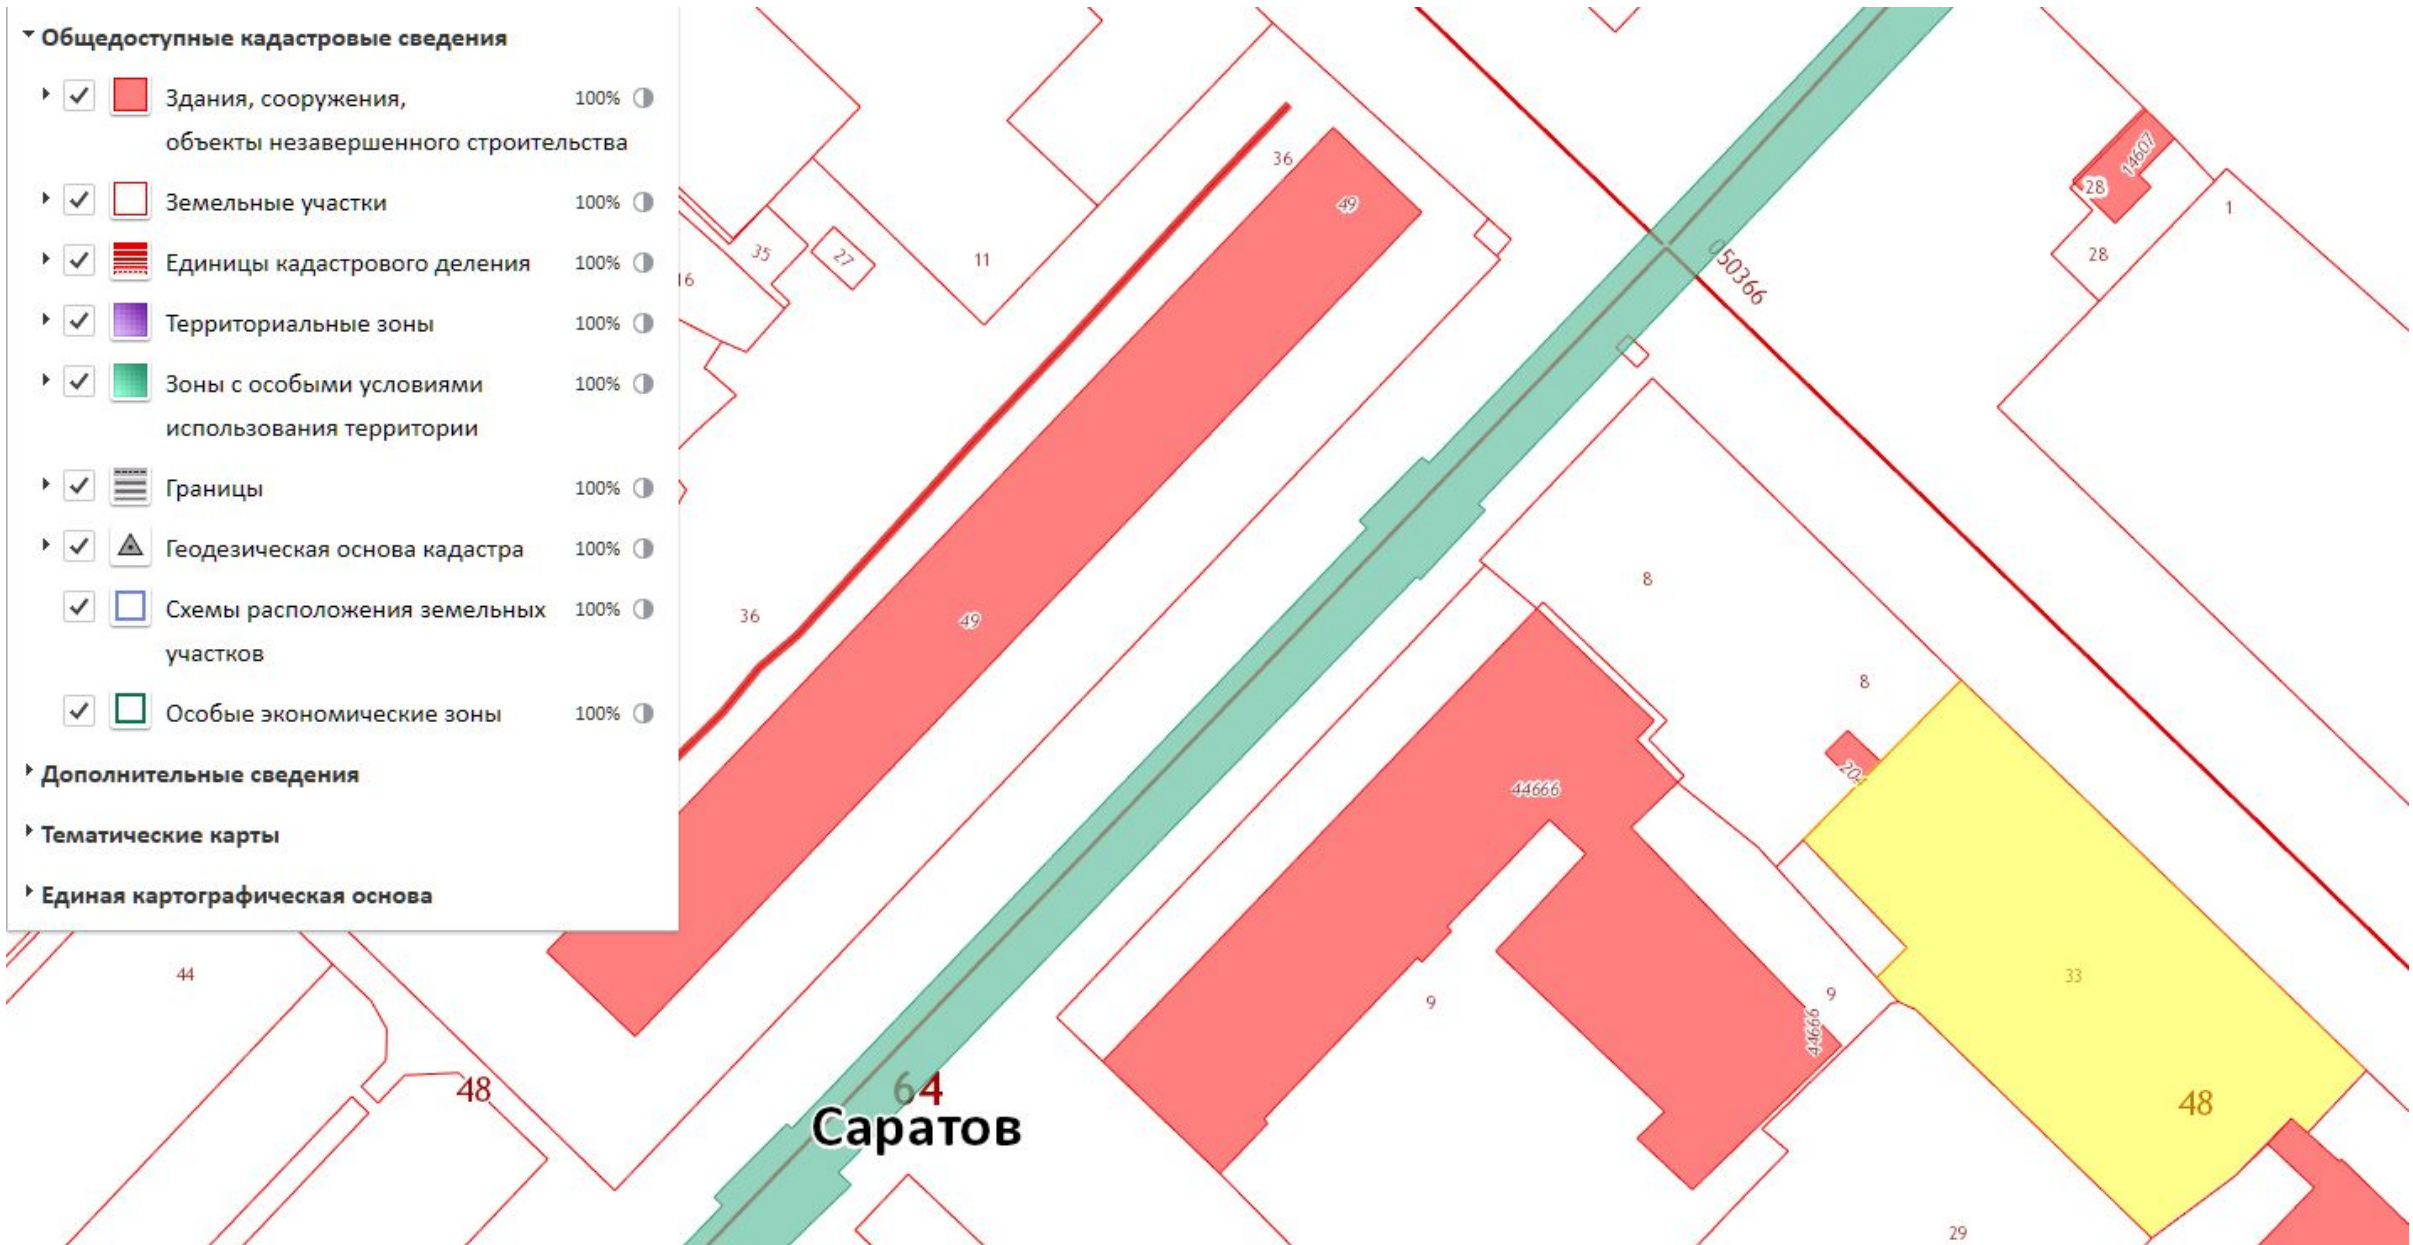 Общедоступные кадастровые сведения
Здания, сооружения, 100%
объекты незавершенного строительства
Земельные участки 100%
Единицы кадастрового деления 100%
Территориальные зоны 100%
Зоны с особыми условиями 100%
использования территории
Границы 100%
Геодезическая основа кадастра 100%
Схемы расположения земельных 100%
участков
Особые экономические зоны 100%
Дополнительные сведения
Тематические карты
Единая картографическая основа
36
49
14607
28
1
28
35
27
11
16
050366
8
36
49
8
44666
204
33
9
9
44666
44
48
64
Саратов
48
29